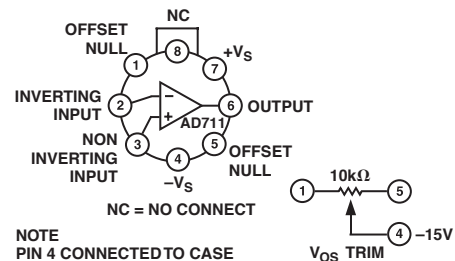 NC
OFFSET
NULL
8
+VS
1
7
INVERTING
INPUT
2
–
6
OUTPUT
+
AD711
NON
INVERTING
INPUT
3
5
OFFSET
NULL
4
–VS
NC = NO CONNECT
10kΩ
1
5
4
–15V
NOTE
PIN 4 CONNECTED TO CASE
VOS TRIM